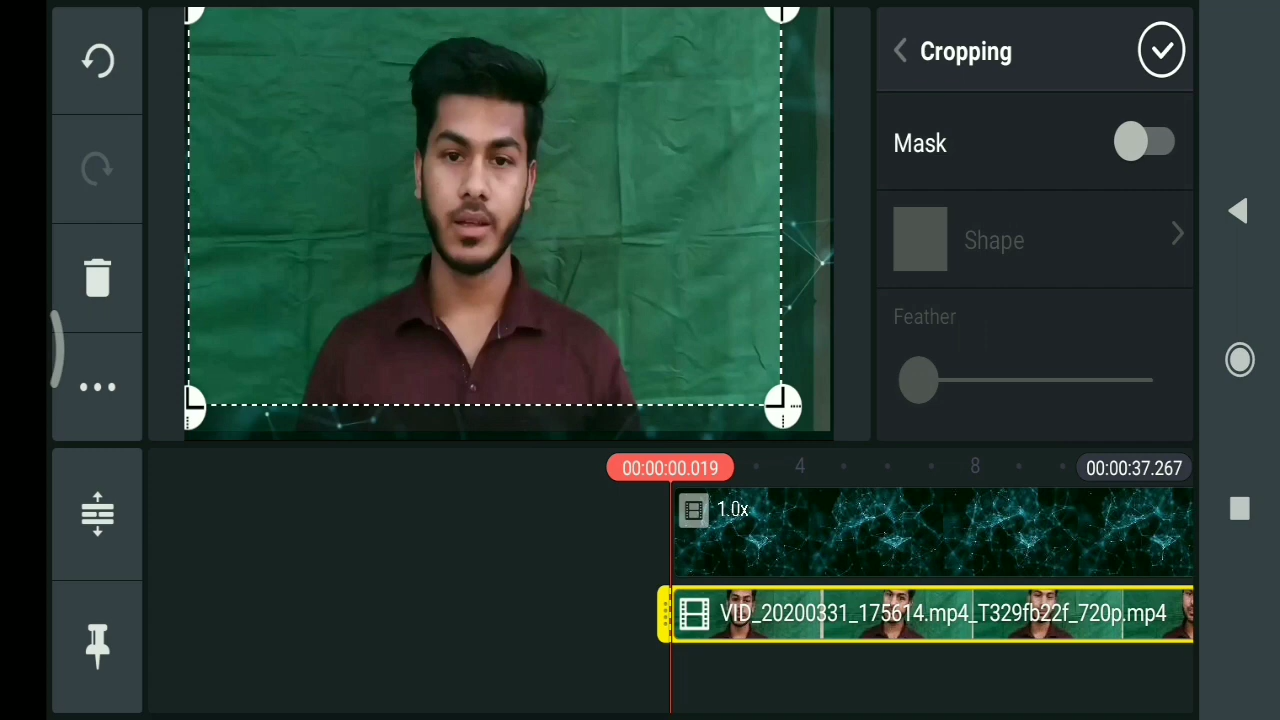 Cropping
Mask
Shape
Feather
00:00:00.019
4
8
00:00:37.267
1.0x
VID_20200331_175614.mp4_T329fb22f_720p.mp4